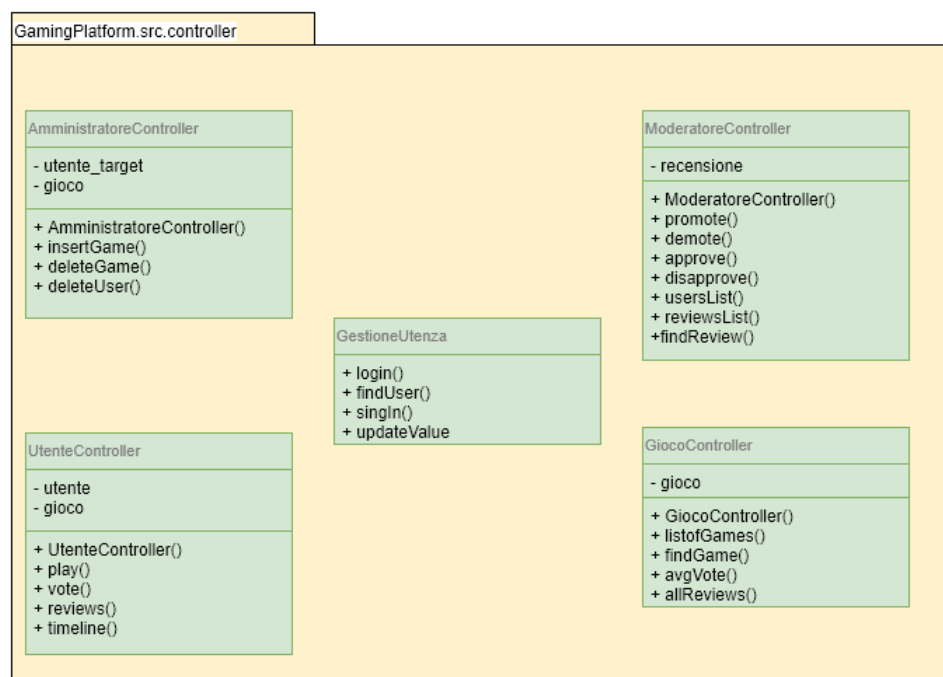 GamingPlatform.src.controller
AmministratoreController
- utente_target
- gioco
+ AmministratoreController()
+ insertGame()
+ deleteGame()
+ deleteUser()
ModeratoreController
- recensione
+ ModeratoreController()
+ promote()
+ demote()
+ approve()
+ disapprove()
+ usersList()
+ reviewsList()
+findReview()
GestioneUtenza
+ login()
+ findUser()
+ singIn()
+ updateValue
UtenteController
- utente
- gioco
+ UtenteController()
+ play()
+ vote()
+ reviews()
+ timeline()
GiocoController
- gioco
+ GiocoController()
+ listofGames()
+ findGame()
+ avgVote()
+ allReviews()